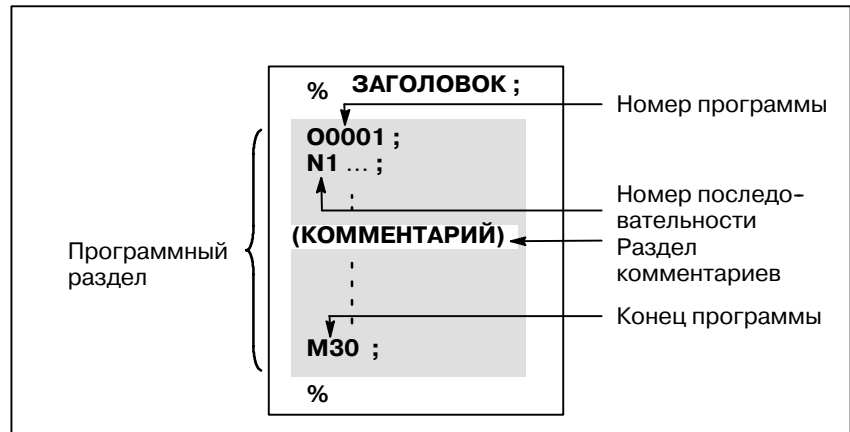 % ЗАГОЛОВОК ;
Номер программы
O0001 ;
N1 ... ;
Номер последо-
вательности
(КОММЕНТАРИЙ)
Раздел
комментариев
Программный
раздел
Конец программы
M30 ;
%